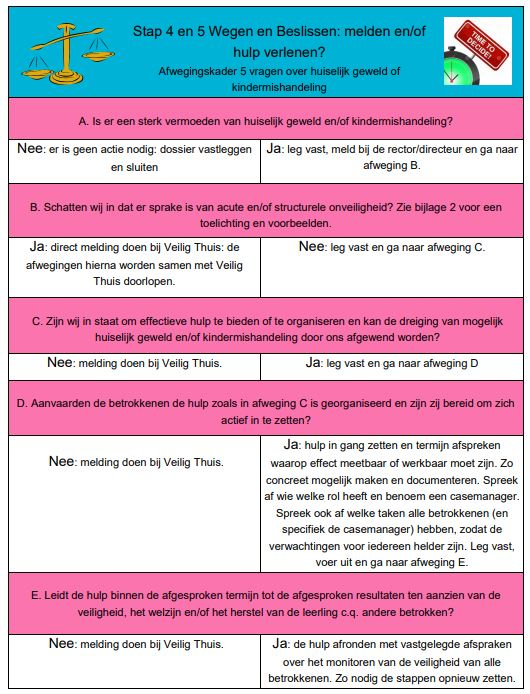 Stap 4 en 5 Wegen en Beslissen: melden en/of
hulp verlenen?
Afwegingskader 5 vragen over huiselijk geweld of
kindermishandeling
TIME TO
DECIDE!
A. Is er een sterk vermoeden van huiselijk geweld en/of kindermishandeling?
Nee: er is geen actie nodig: dossier vastleggen
en sluiten
Ja: leg vast, meld bij de rector/directeur en ga naar
afweging B.
B. Schatten wij in dat er sprake is van acute en/of structurele onveiligheid? Zie bijlage 2 voor een
toelichting en voorbeelden.
Ja: direct melding doen bij Veilig Thuis: de
afwegingen hierna worden samen met Veilig
Thuis doorlopen.
Nee: leg vast en ga naar afweging C.
C. Zijn wij in staat om effectieve hulp te bieden of te organiseren en kan de dreiging van mogelijk
huiselijk geweld en/of kindermishandeling door ons afgewend worden?
Nee: melding doen bij Veilig Thuis.
Ja: leg vast en ga naar afweging D
D. Aanvaarden de betrokkenen de hulp zoals in afweging C is georganiseerd en zijn zij bereid om zich
actief in te zetten?
Nee: melding doen bij Veilig Thuis.
Ja: hulp in gang zetten en termijn afspreken
waarop effect meetbaar of werkbaar moet zijn. Zo
concreet mogelijk maken en documenteren. Spreek
af wie welke rol heeft en benoem een casemanager.
Spreek ook af welke taken alle betrokkenen (en
specifiek de casemanager) hebben, zodat de
verwachtingen voor iedereen helder zijn. Leg vast,
voer uit en ga naar afweging E.
E. Leidt de hulp binnen de afgesproken termijn tot de afgesproken resultaten ten aanzien van de
veiligheid, het welzijn en/of het herstel van de leerling c.q. andere betrokken?
Nee: melding doen bij Veilig Thuis.
Ja: de hulp afronden met vastgelegde afspraken
over het monitoren van de veiligheid van alle
betrokkenen. Zo nodig de stappen opnieuw zetten.